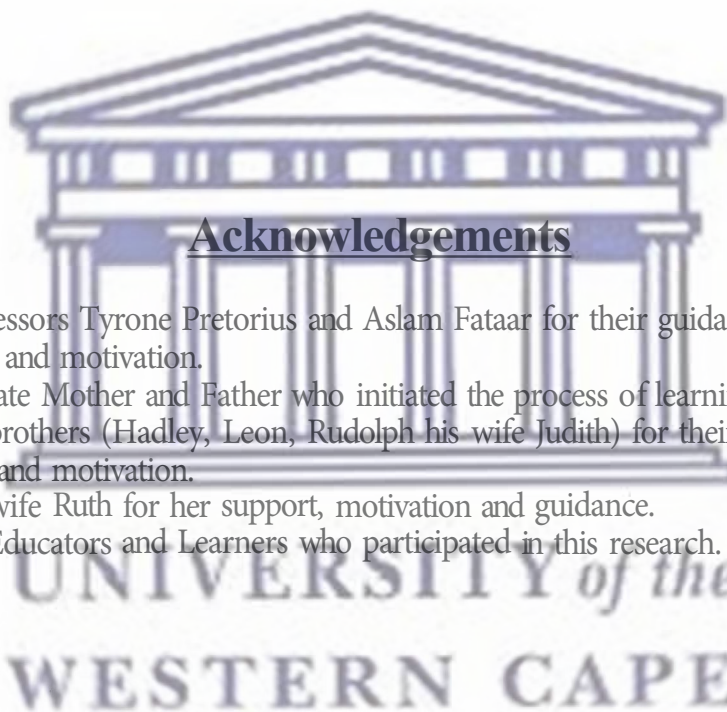 Acknowledgements
essors Tyrone Pretorius and Aslam Fataar for their guida
and motivation.
ate Mother and Father who initiated the process of learni
brothers (Hadley, Leon, Rudolph his wife Judith) for their
and motivation.
wife Ruth for her support, motivation and guidance.
Educators and Learners who participated in this research.
UNIVERSITY of the
WESTERN CAPE